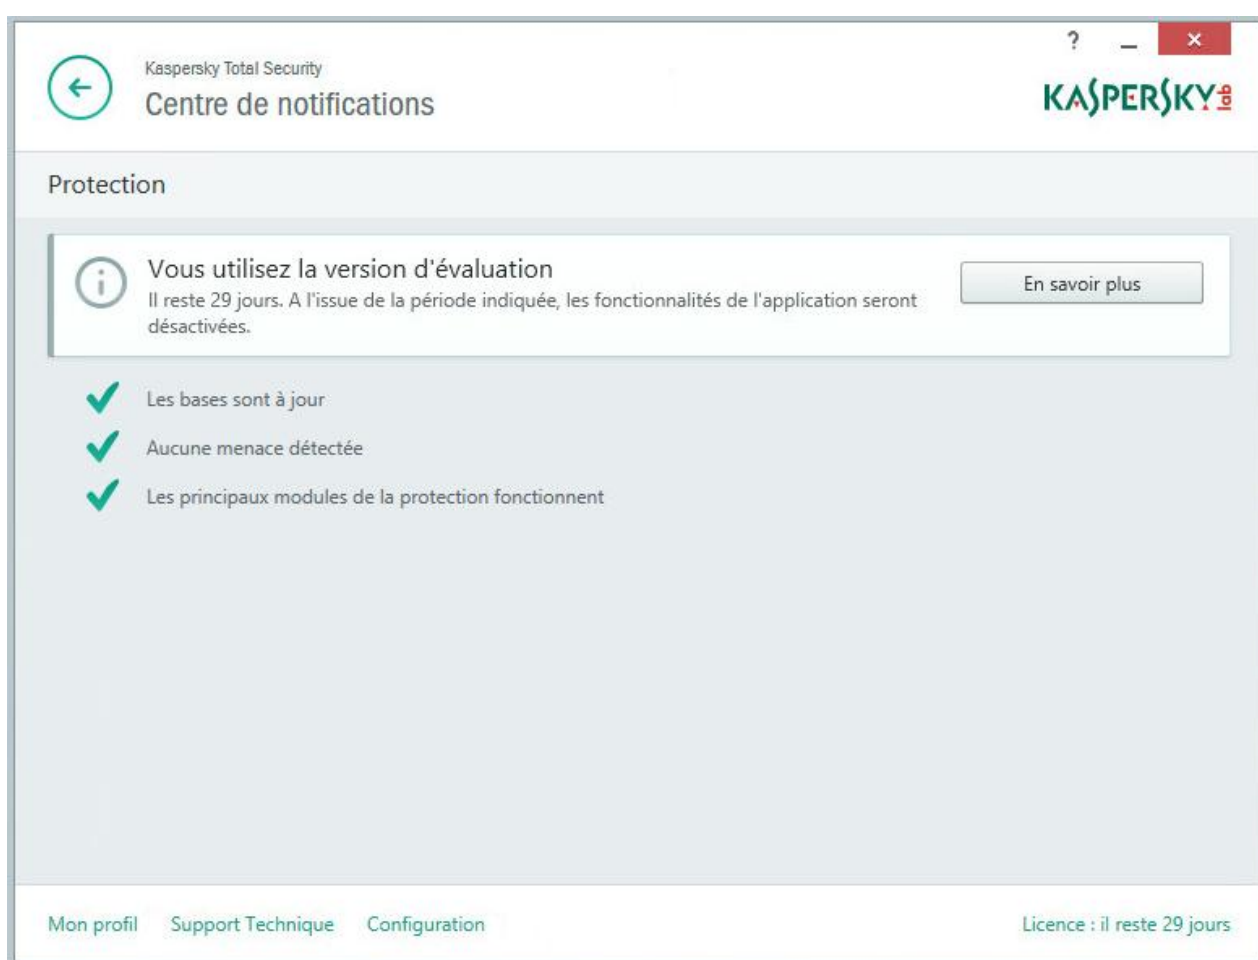 Kaspersky Total Security
Centre de notifications
?
KASPERSKY lab
Protection
Vous utilisez la version d'évaluation
Il reste 29 jours. A l'issue de la période indiquée, les fonctionnalités de l'application seront
désactivées.
En savoir plus
Les bases sont à jour
Aucune menace détectée
Les principaux modules de la protection fonctionnent
Mon profil Support Technique Configuration
Licence : il reste 29 jours